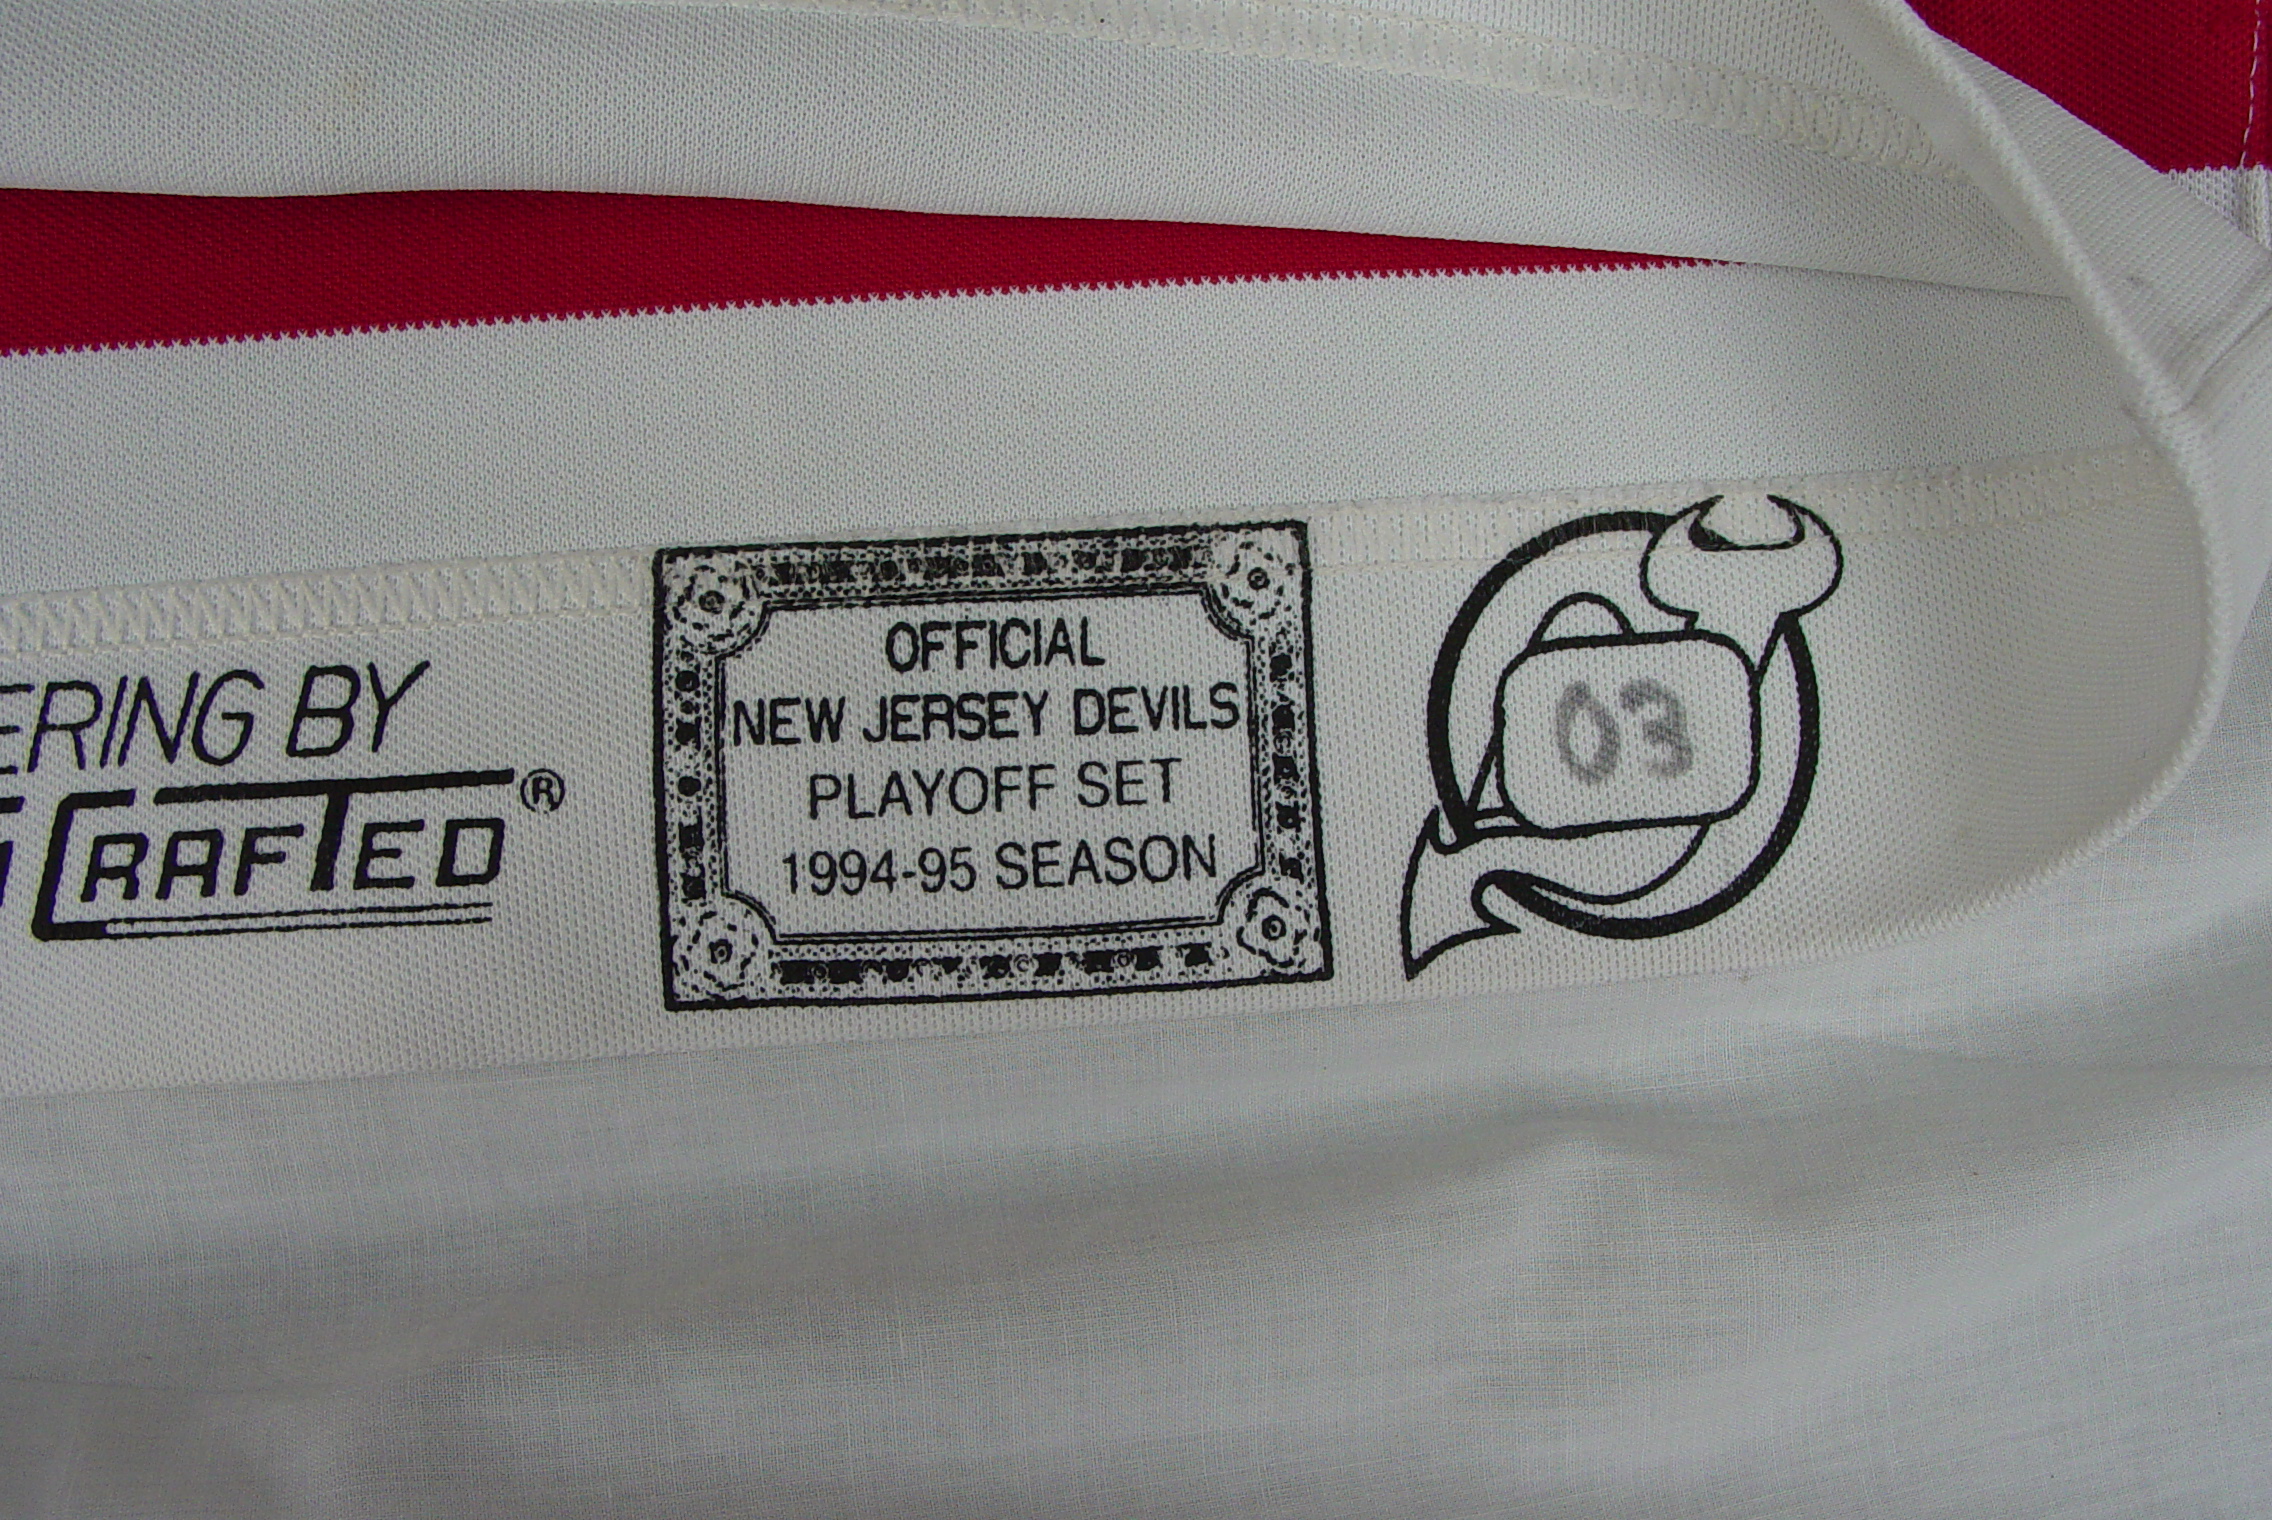 ERING BY
CRAFTED®
OFFICIAL
NEW JERSEY DEVILS
PLAYOFF SET
1994-95 SEASON
03